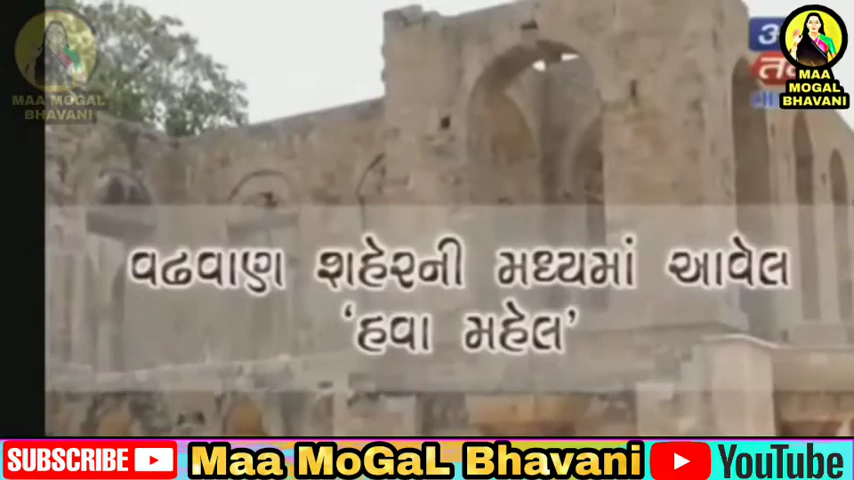 MAA MOGAL
BHAVANI
MAA
MOGAL
BHAVANI
વઢવાણ શહેરની મધ્યમાં આવેલ
‘હવા મહેલ’
SUBSCRIBE
Maa MoGaL Bhavani
YouTube